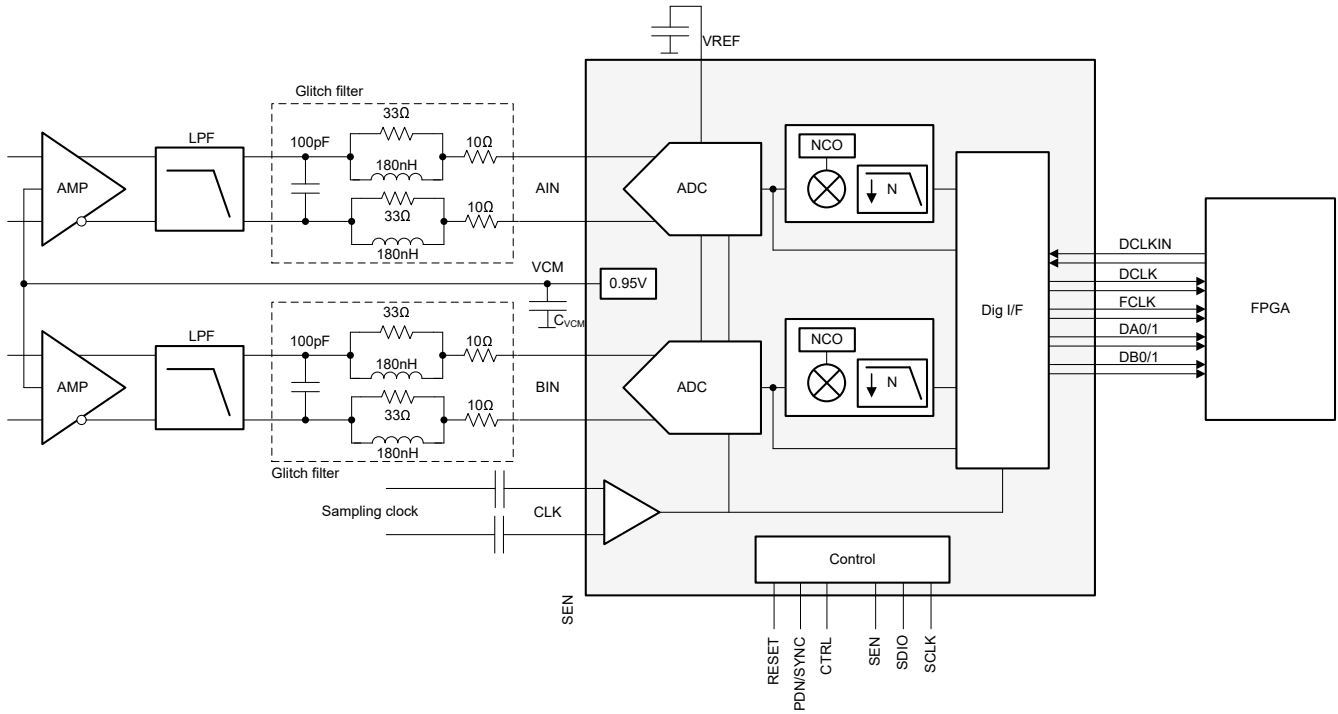 VREF
Glitch filter
33Ω
LPF
100pF
10Ω
NCO
180nH
AMP
AIN
ADC
N
10Ω
33Ω
180nH
DCLKIN
VCM
0.95V
DCLK
FCLK
Dig I/F
FPGA
CVCM
DA0/1
33Ω
LPF
100pF
10Ω
NCO
DB0/1
180nH
AMP
BIN
ADC
N
10Ω
33Ω
180nH
Glitch filter
Sampling clock
CLK
Control
SEN
RESET
PDN/SYNC
CTRL
SEN
SDIO
SCLK